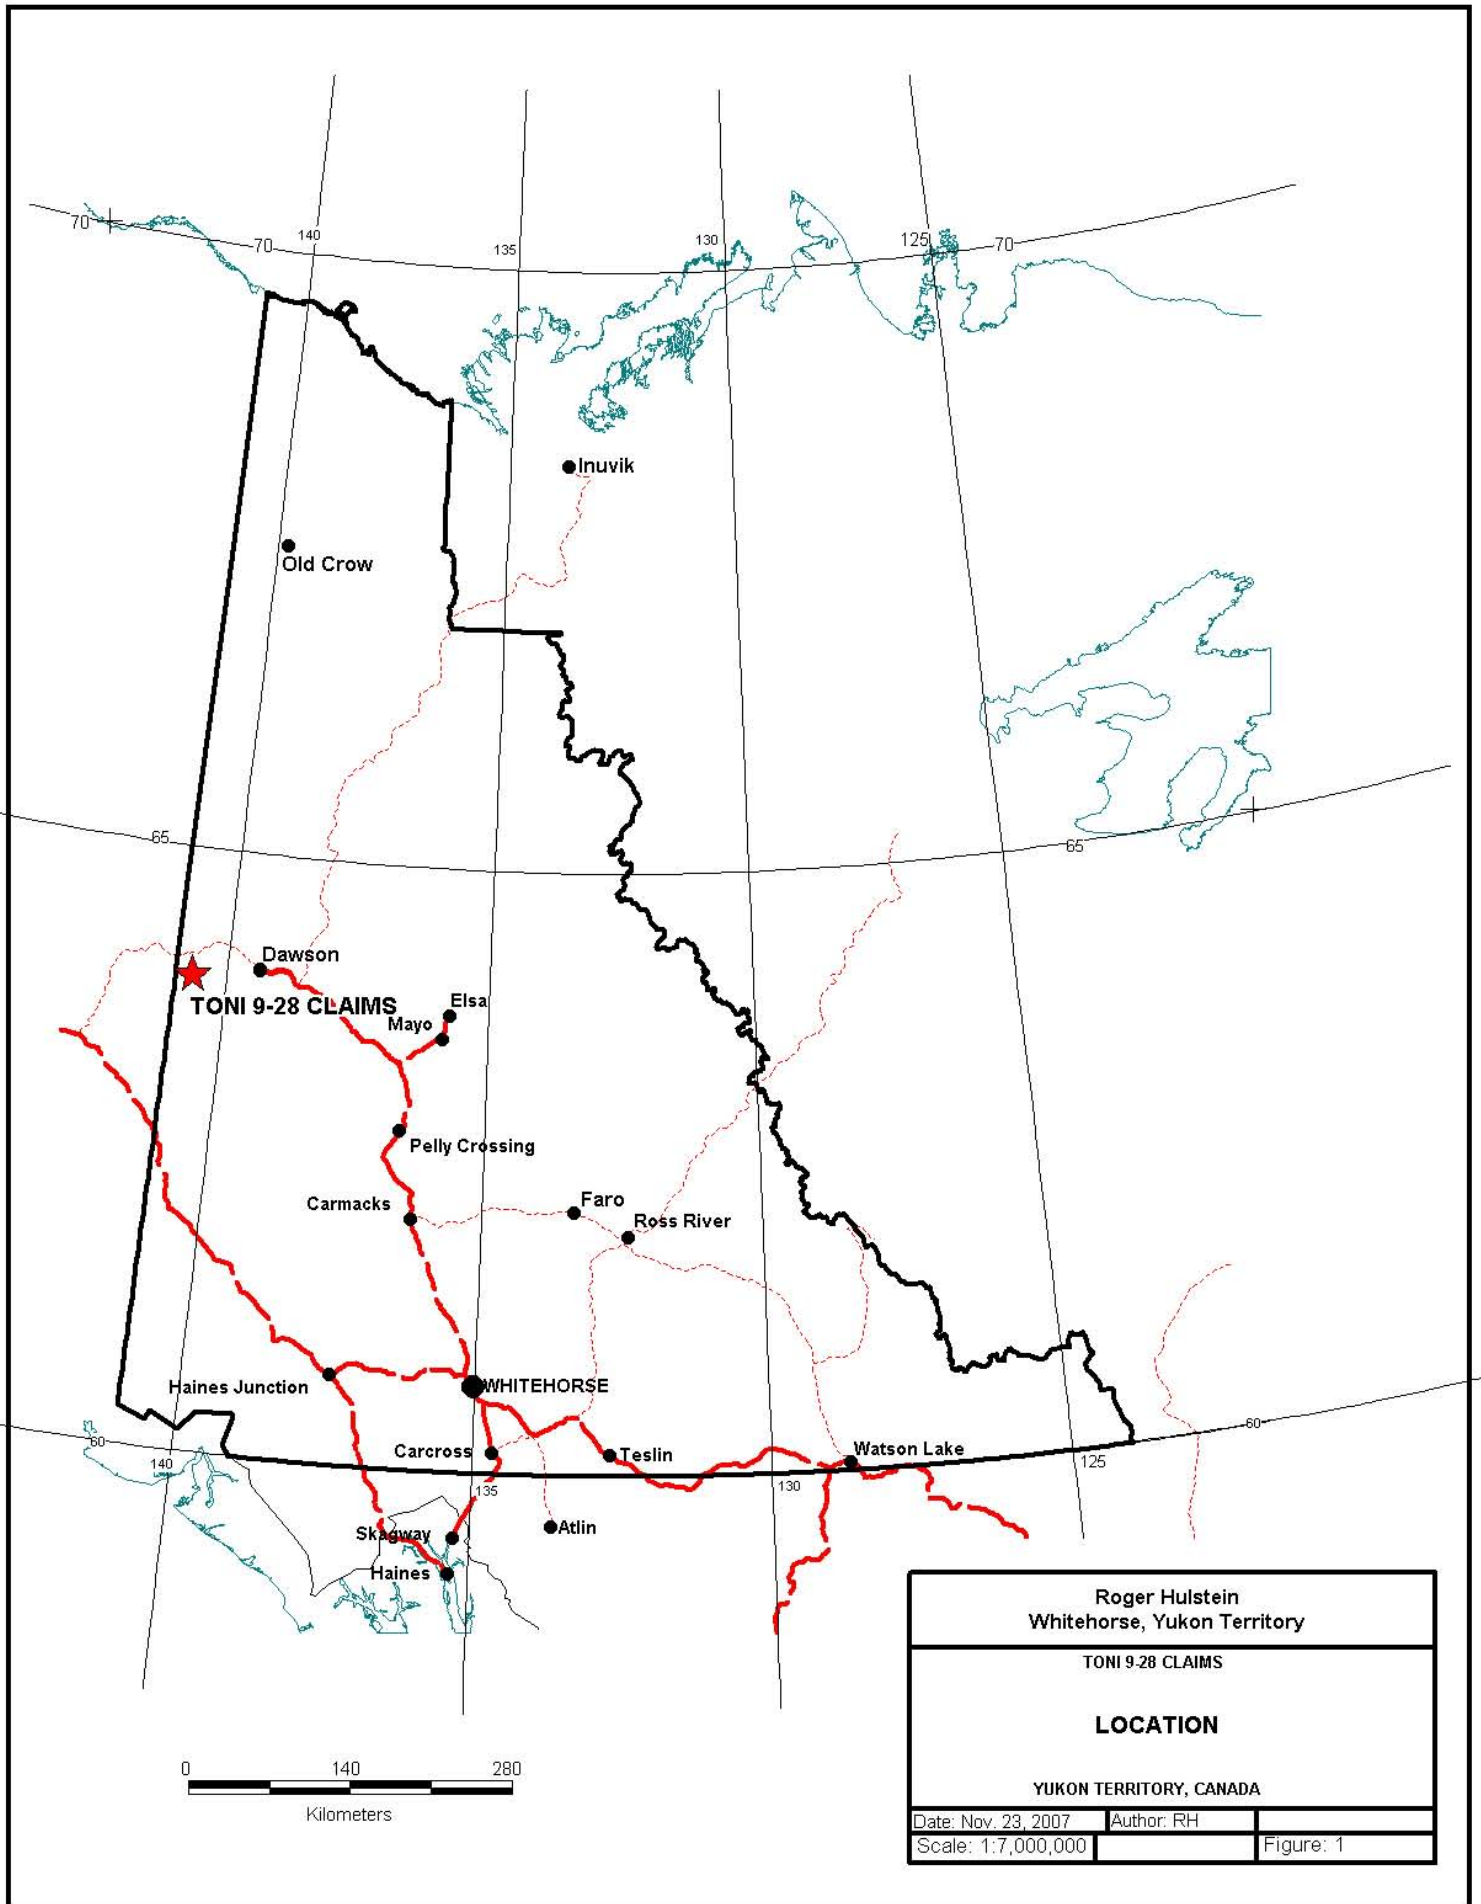 70
70
140
135
130
125
70
Inuvik
Old Crow
65
65
Dawson
TONI 9-28 CLAIMS
Elsa
Mayo
Pelly Crossing
Carmacks
Faro
Ross River
Haines Junction
WHITEHORSE
60
60
140
Carcross
Teslin
Watson Lake
125
135
130
Skagway
Atlin
Haines
0 140 280
Kilometers
Roger Hulstein
Whitehorse, Yukon Territory
TONI 9-28 CLAIMS
LOCATION
YUKON TERRITORY, CANADA
Date: Nov. 23, 2007 Author: RH
Scale: 1:7,000,000 Figure: 1